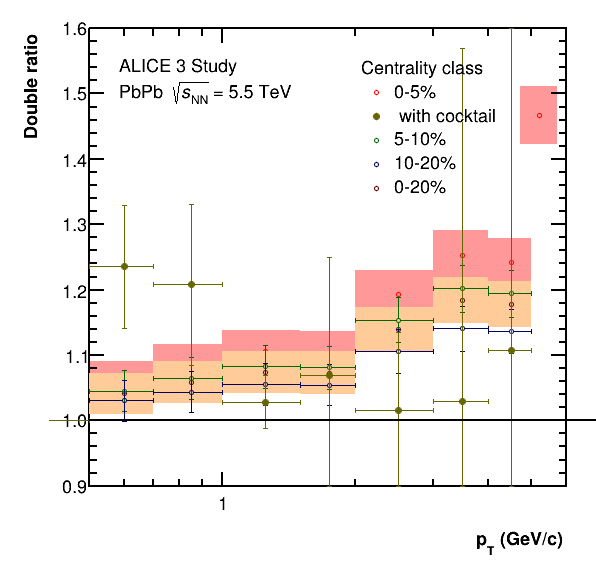 Double ratio
1.6
1.5
1.4
1.3
1.2
1.1
1.0
0.9
ALICE 3 Study
PbPb √sNN = 5.5 TeV
Centrality class
0-5%
with cocktail
5-10%
10-20%
0-20%
1
pT (GeV/c)